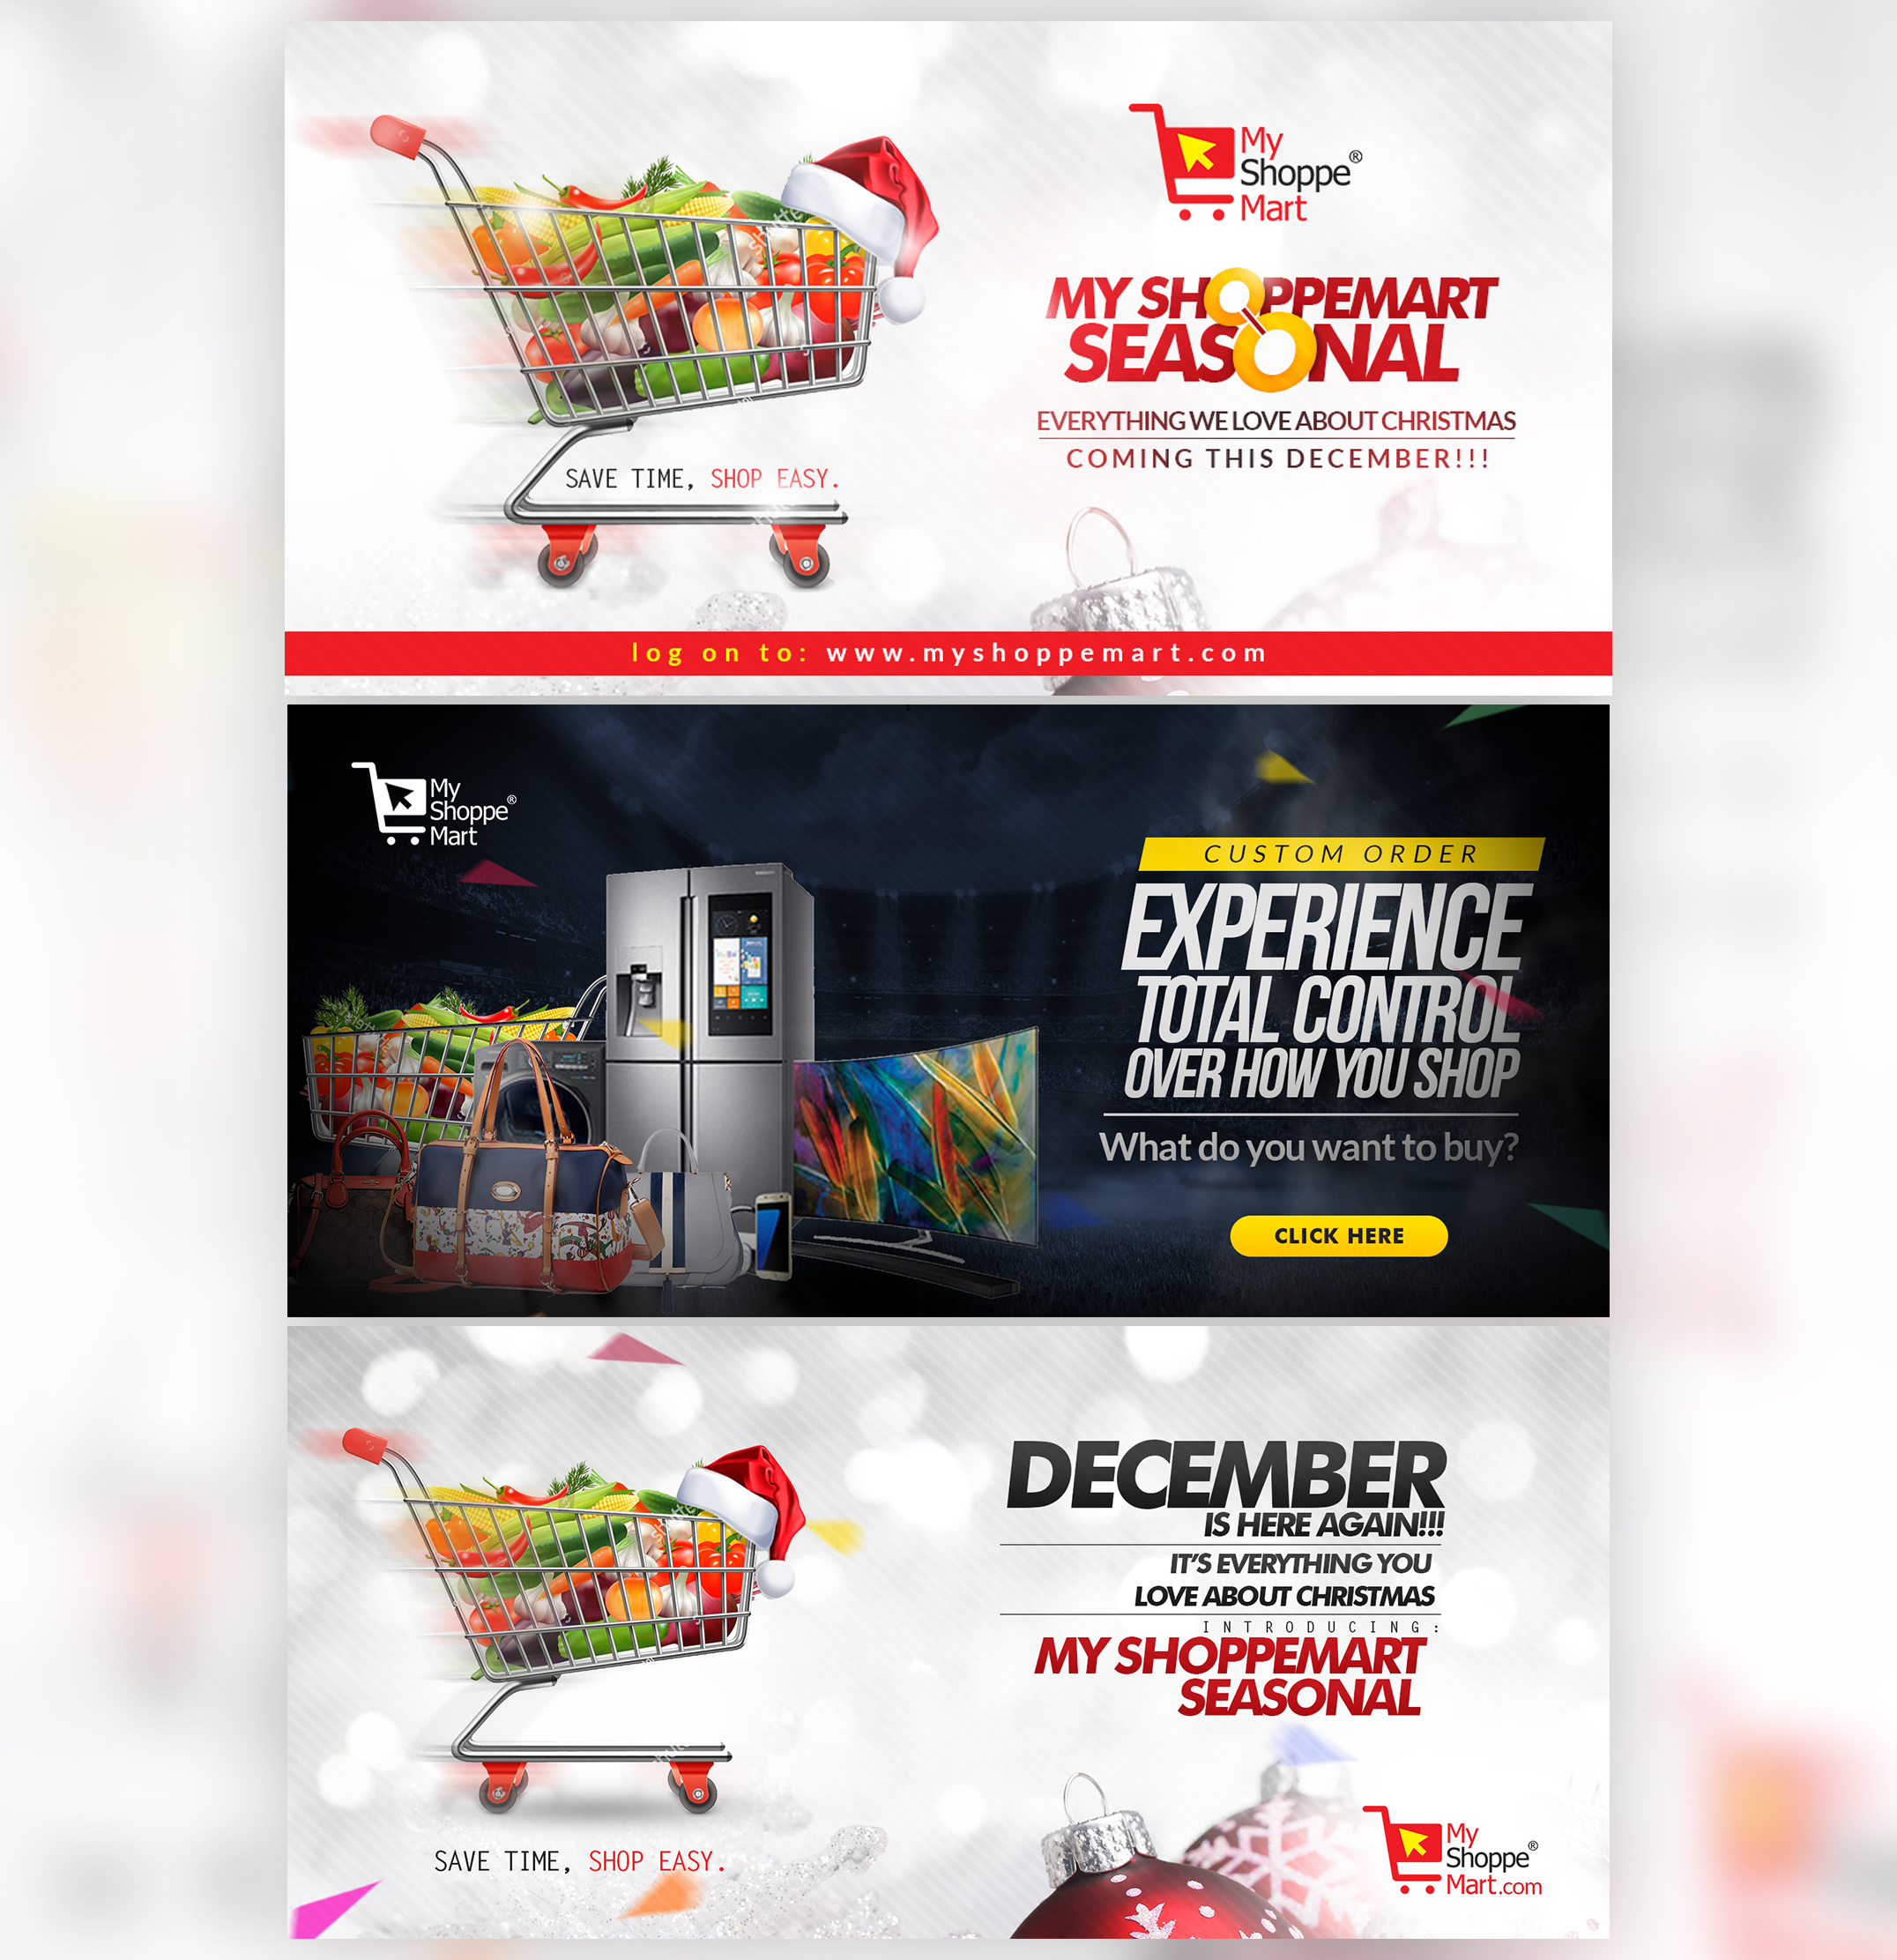 My
Shoppe®
Mart
MY SHOPPEMART
SEASONAL
EVERYTHING WE LOVE ABOUT CHRISTMAS
COMING THIS DECEMBER!!!
SAVE TIME, SHOP EASY.
log on to: www.myshoppemart.com
My
Shoppe®
Mart
CUSTOM ORDER
EXPERIENCE
TOTAL CONTROL
OVER HOW YOU SHOP
What do you want to buy?
CLICK HERE
DECEMBER
IS HERE AGAIN!!!
IT'S EVERYTHING YOU
LOVE ABOUT CHRISTMAS
INTRODUCING:
MY SHOPPEMART
SEASONAL
SAVE TIME, SHOP EASY.
My
Shoppe®
Mart.com